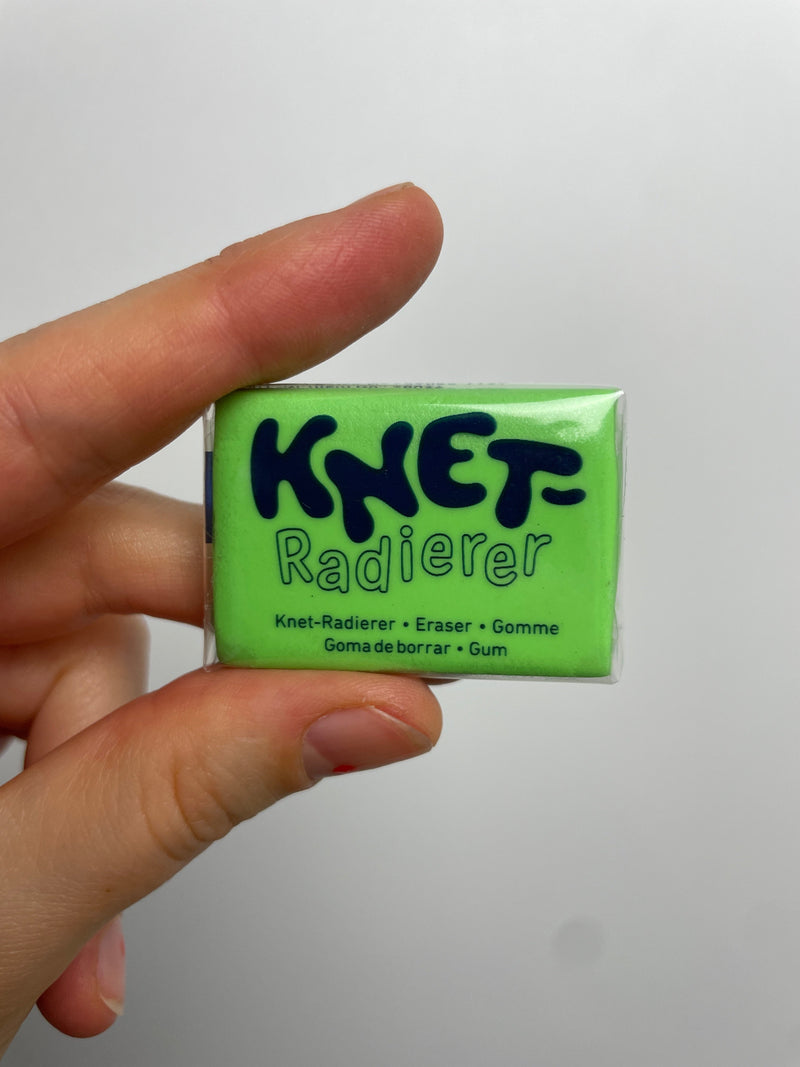 KNET-
Radierer
Knet-Radierer • Eraser • Gomme
Goma de borrar • Gum